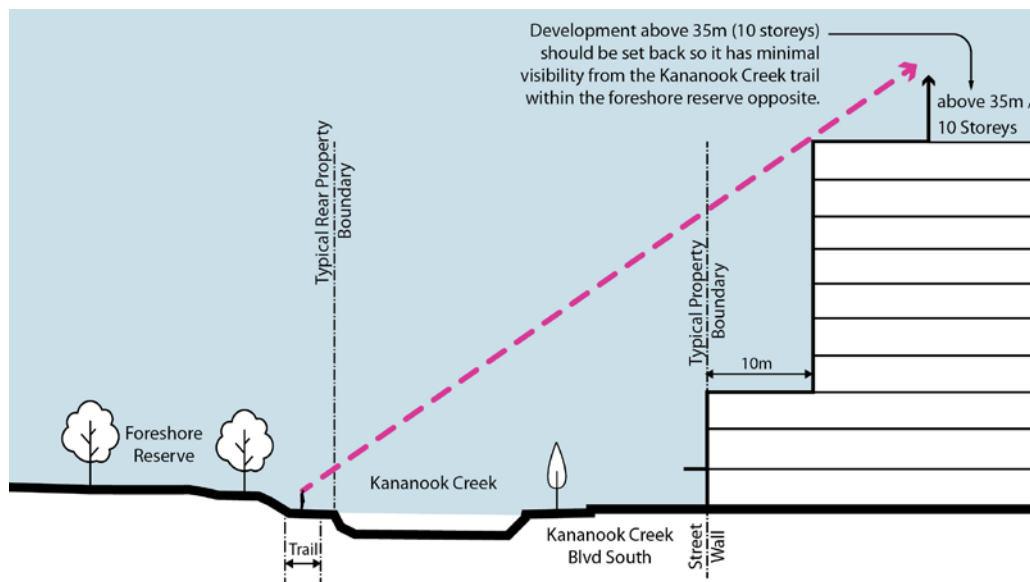 Development above 35m (10 storeys)
should be set back so it has minimal
visibility from the Kananook Creek trail
within the foreshore reserve opposite.
above 35m /
10 Storeys
Typical Rear Property
Boundary
Typical Property
Boundary
10m
Foreshore
Reserve
Kananook Creek
Kananook Creek
Blvd South
Street
Wall
Trail